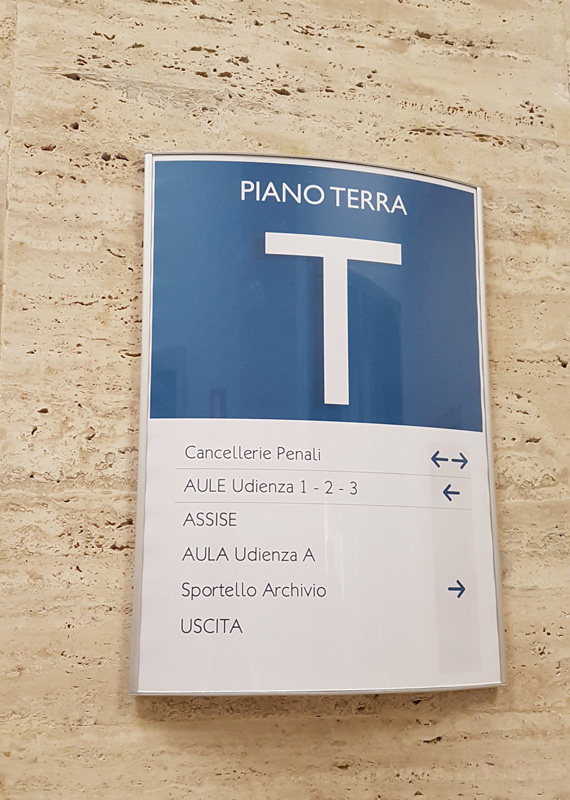 PIANO TERRA
T
Cancellerie Penali ←→
AULE Udienza 1 - 2 - 3 ←
ASSISE
AULA Udienza A
Sportello Archivio →
USCITA